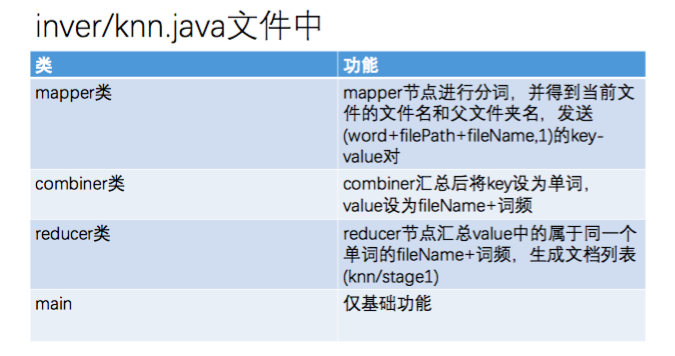 inver/knn.java文件中
类 功能
mapper类 mapper节点进行分词，并得到当前文
件的文件名和父文件夹名，发送
(word+filePath+fileName,1)的key-
value对
combiner类 combiner汇总后将key设为单词，
value设为fileName+词频
reducer类 reducer节点汇总value中的属于同一个
单词的fileName+词频，生成文档列表
(knn/stage1)
main 仅基础功能